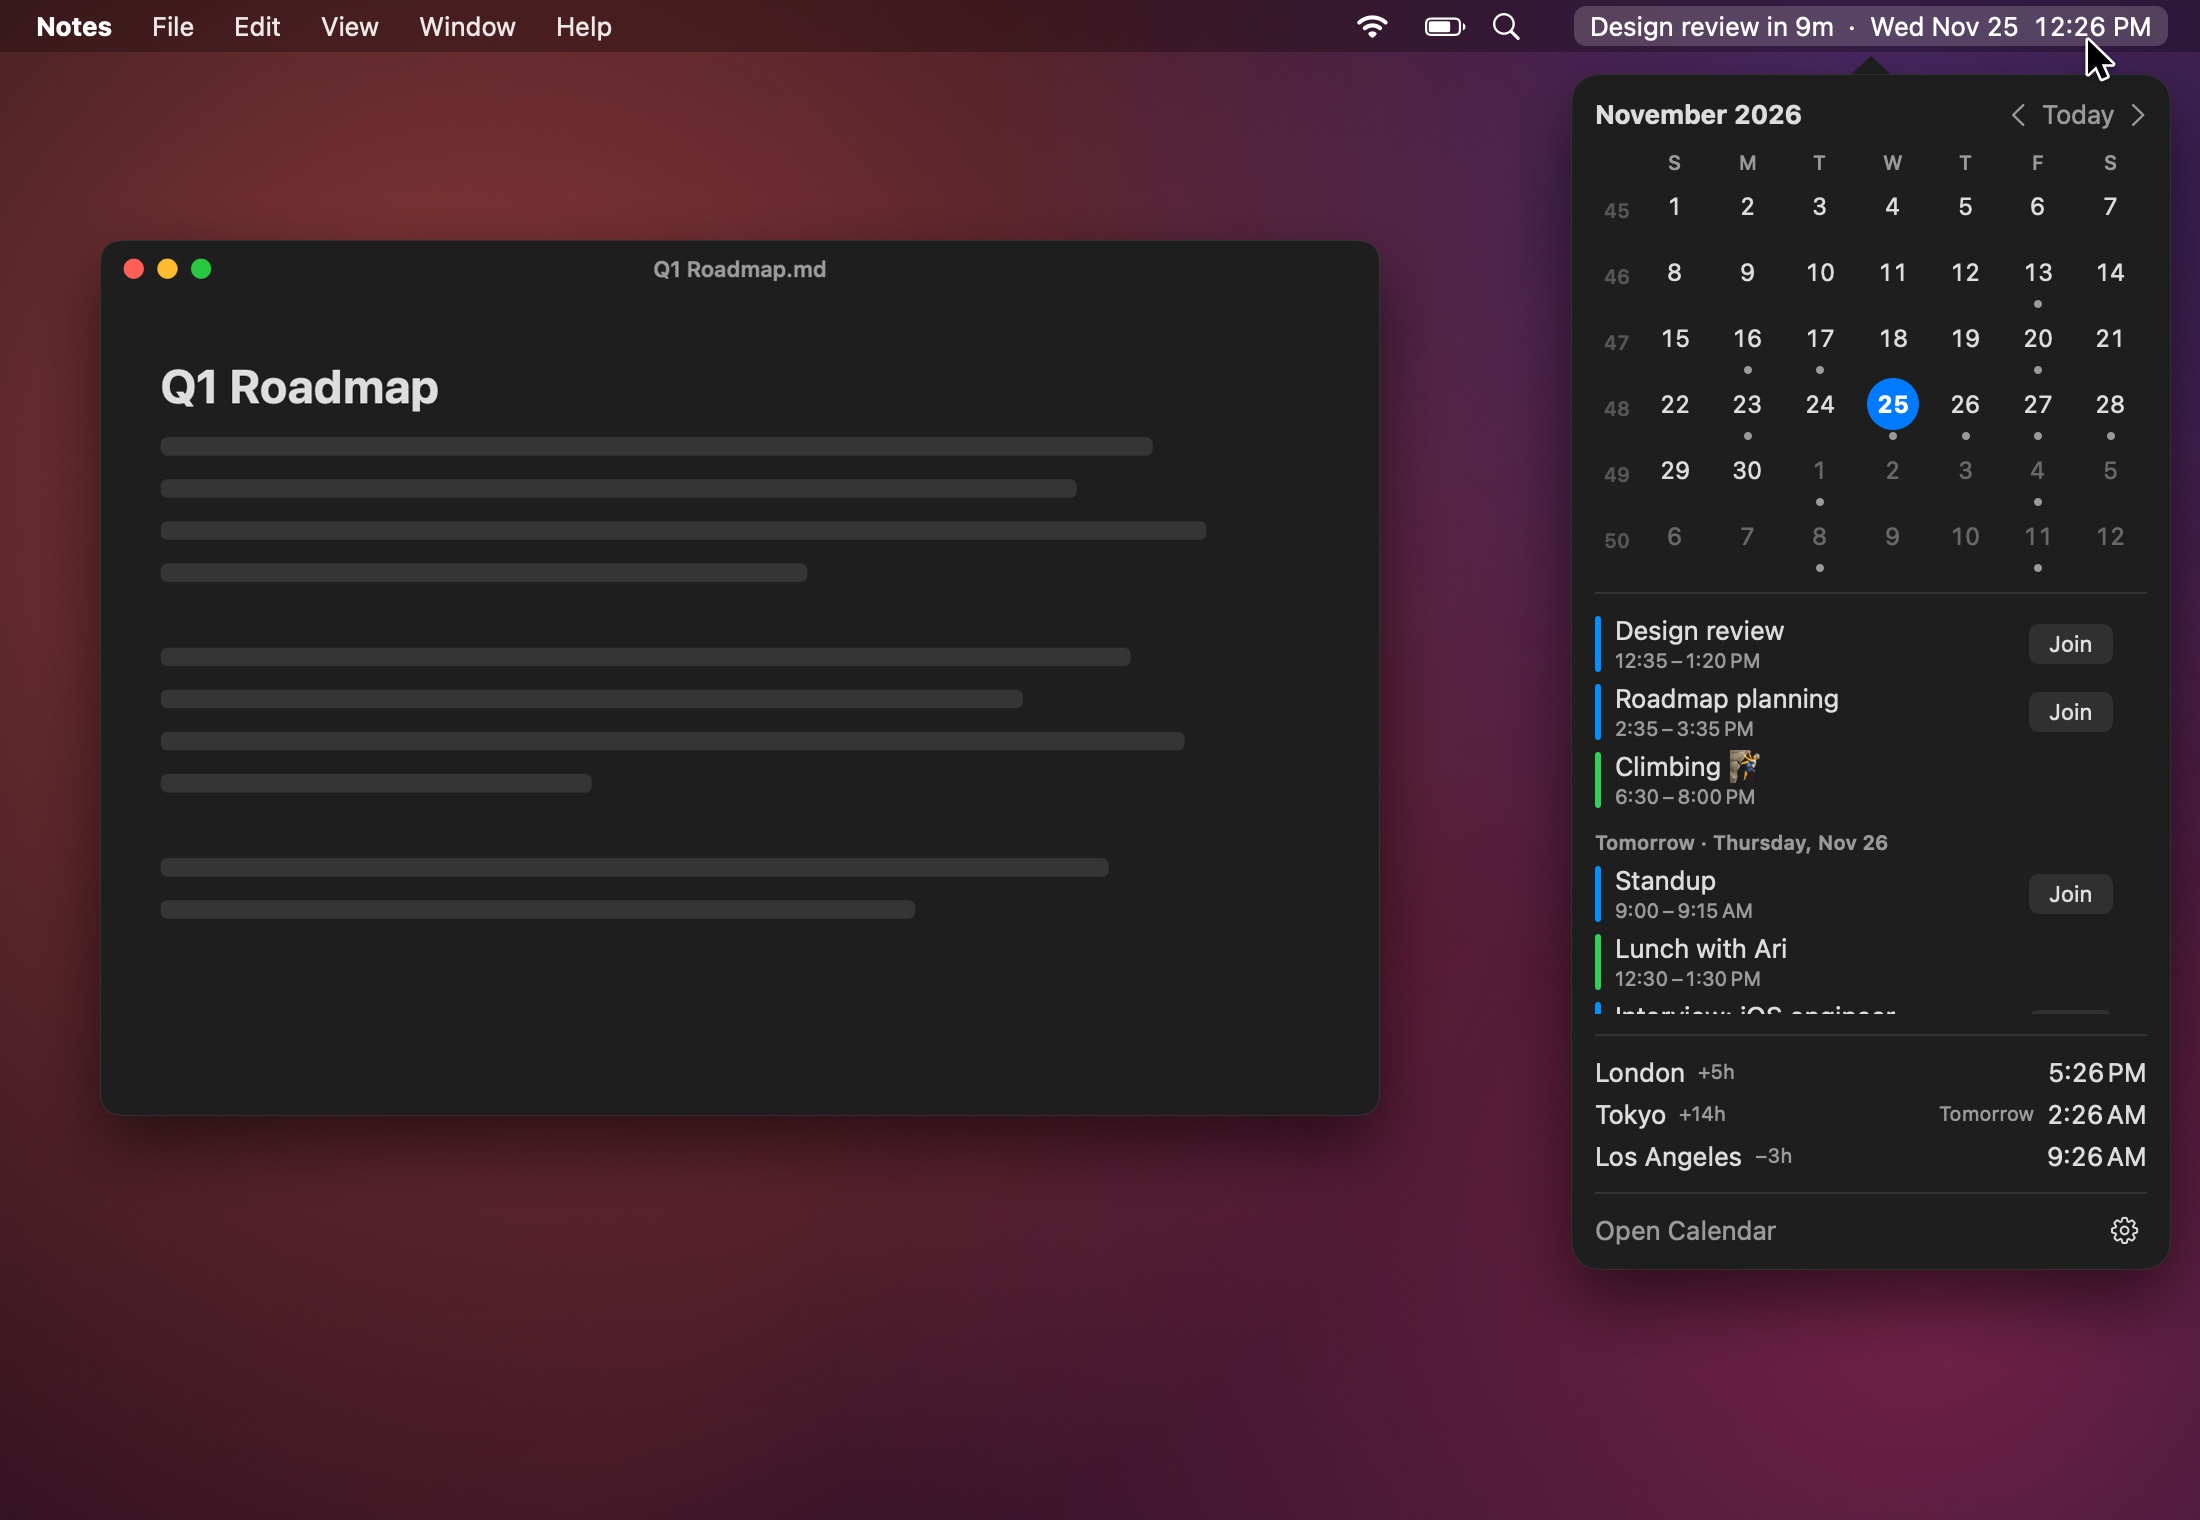 Notes File Edit View Window Help
Design review in 9m · Wed Nov 25 12:26 PM
Q1 Roadmap.md
Q1 Roadmap
November 2026
Today
S M T W T F S
45 1 2 3 4 5 6 7
46 8 9 10 11 12 13 14
47 15 16 17 18 19 20 21
48 22 23 24 25 26 27 28
49 29 30 1 2 3 4 5
50 6 7 8 9 10 11 12
Design review
12:35 – 1:20 PM
Join
Roadmap planning
2:35 – 3:35 PM
Join
Climbing
6:30 – 8:00 PM
Tomorrow · Thursday, Nov 26
Standup
9:00 – 9:15 AM
Join
Lunch with Ari
12:30 – 1:30 PM
Interview: iOS engineer
London +5h 5:26 PM
Tokyo +14h Tomorrow 2:26 AM
Los Angeles –3h 9:26 AM
Open Calendar